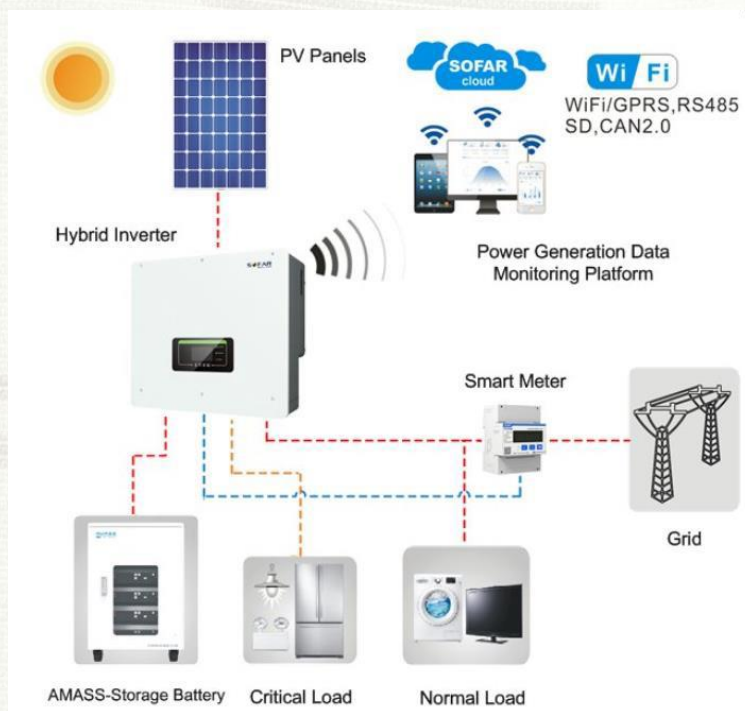 PV Panels
SOFAR
cloud
Wi Fi
WiFi/GPRS,RS485
SD,CAN2.0
Hybrid Inverter
SOFAR
Power Generation Data
Monitoring Platform
Smart Meter
Grid
AMASS-Storage Battery
Critical Load
Normal Load